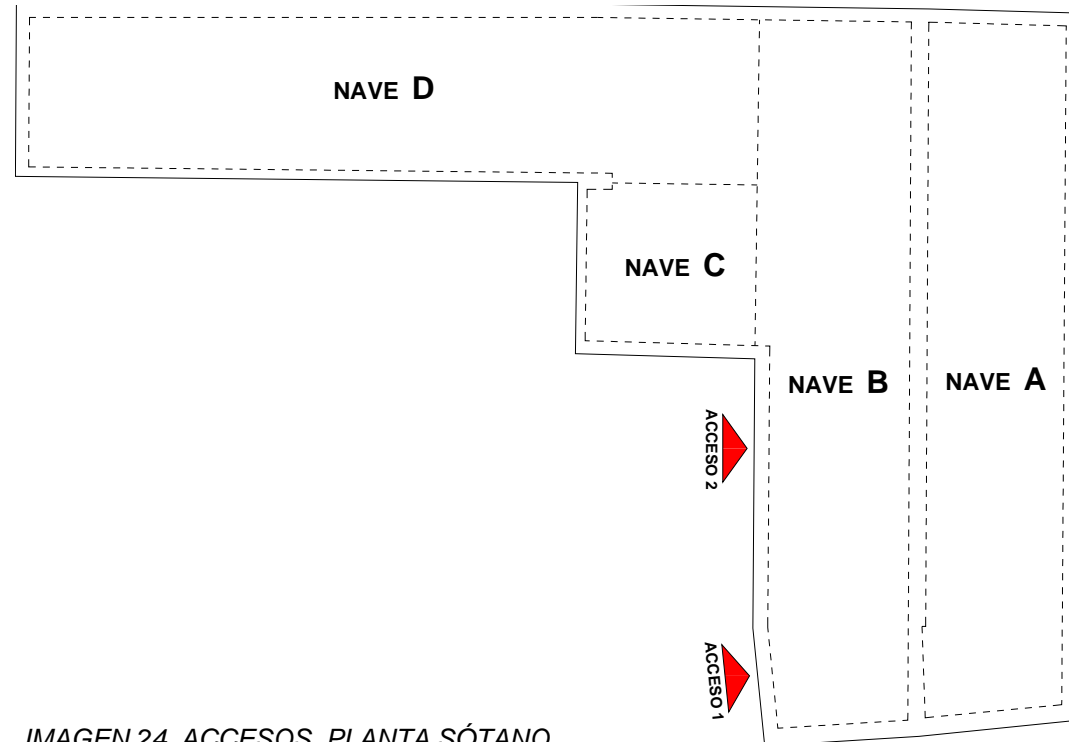 NAVE D
NAVE C
NAVE B
NAVE A
ACCESO 2
ACCESO 1
IMAGEN 24. ACCESOS. PLANTA SÓTANO